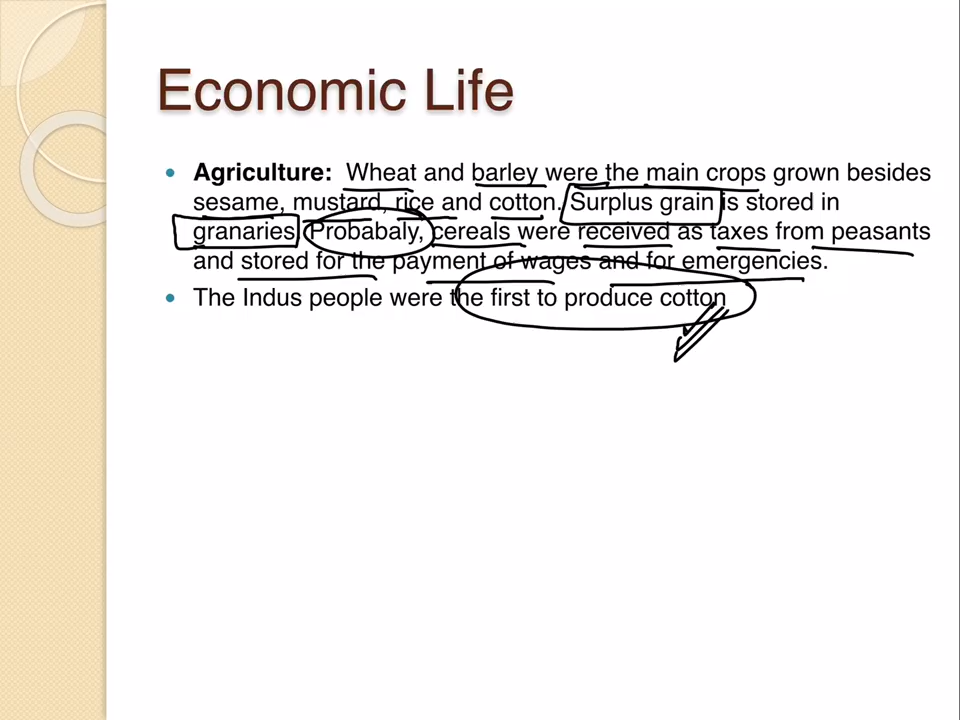 Economic Life
Agriculture: Wheat and barley were the main crops grown besides
sesame, mustard, rice and cotton. Surplus grain is stored in
granaries. Probabaly, cereals were received as taxes from peasants
and stored for the payment of wages and for emergencies.
The Indus people were the first to produce cotton